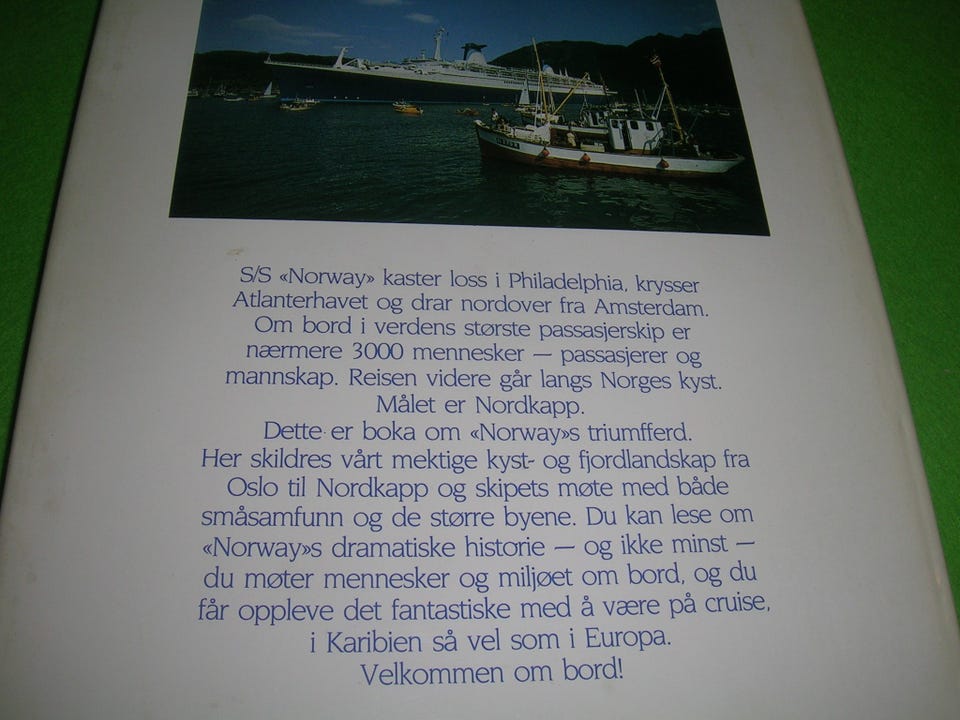 S/S «Norway» kaster loss i Philadelphia, krysser
Atlanterhavet og drar nordover fra Amsterdam.
Om bord i verdens største passasjerskip er
nærmere 3000 mennesker — passasjerer og
mannskap. Reisen videre går langs Norges kyst.
Målet er Nordkapp.
Dette er boka om «Norway»s triumfferd.
Her skildres vårt mektige kyst- og fjordlandskap fra
Oslo til Nordkapp og skipets møte med både
småsamfunn og de større byene. Du kan lese om
«Norway»s dramatiske historie — og ikke minst —
du møter mennesker og miljøet om bord, og du
får oppleve det fantastiske med å være på cruise,
i Karibien så vel som i Europa.
Velkommen om bord!